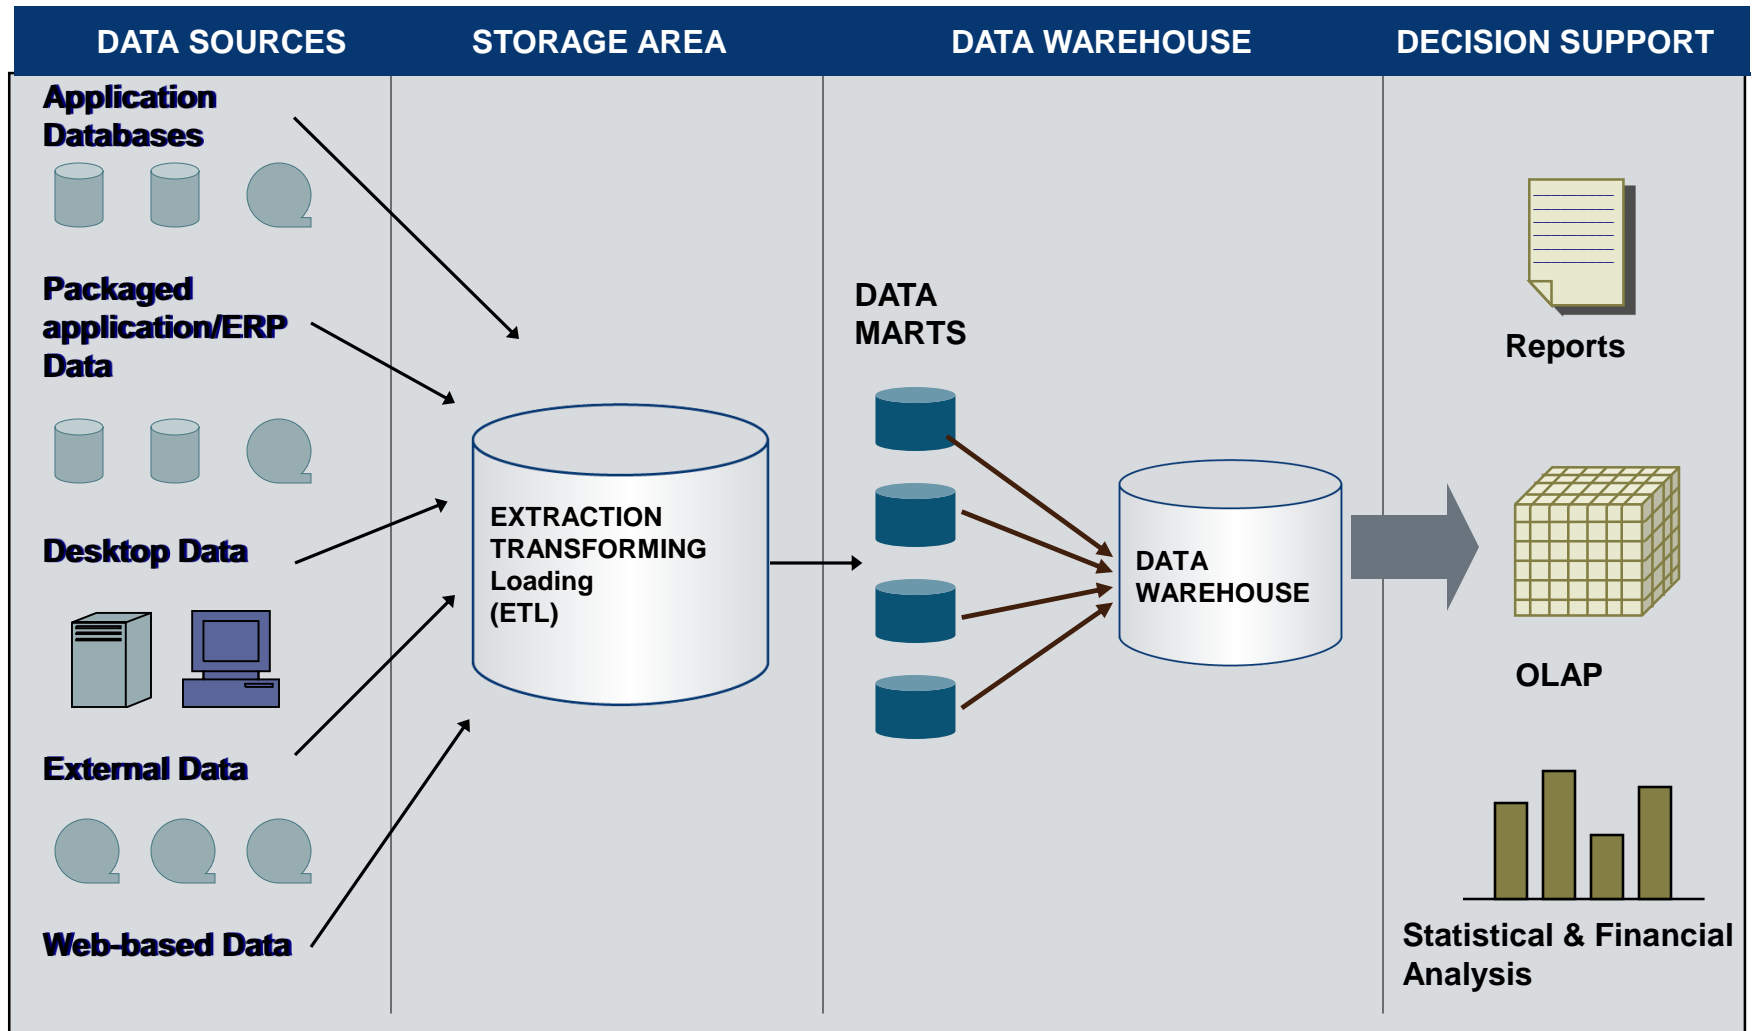 DATA SOURCES
STORAGE AREA
DATA WAREHOUSE
DECISION SUPPORT
Application
Databases
Packaged
application/ERP
Data
Desktop Data
External Data
Web-based Data
EXTRACTION
TRANSFORMING
Loading
(ETL)
DATA
MARTS
DATA
WAREHOUSE
Reports
OLAP
Statistical & Financial
Analysis